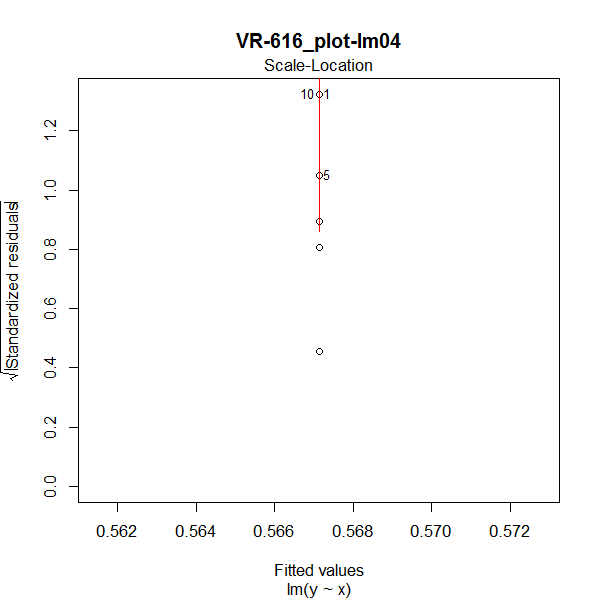 VR-616_plot-lm04
Scale-Location
1.2
1.0
0.8
0.6
0.4
0.2
0.0
√|Standardized residuals|
10 1
5
0.562 0.564 0.566 0.568 0.570 0.572
Fitted values
lm(y ~ x)